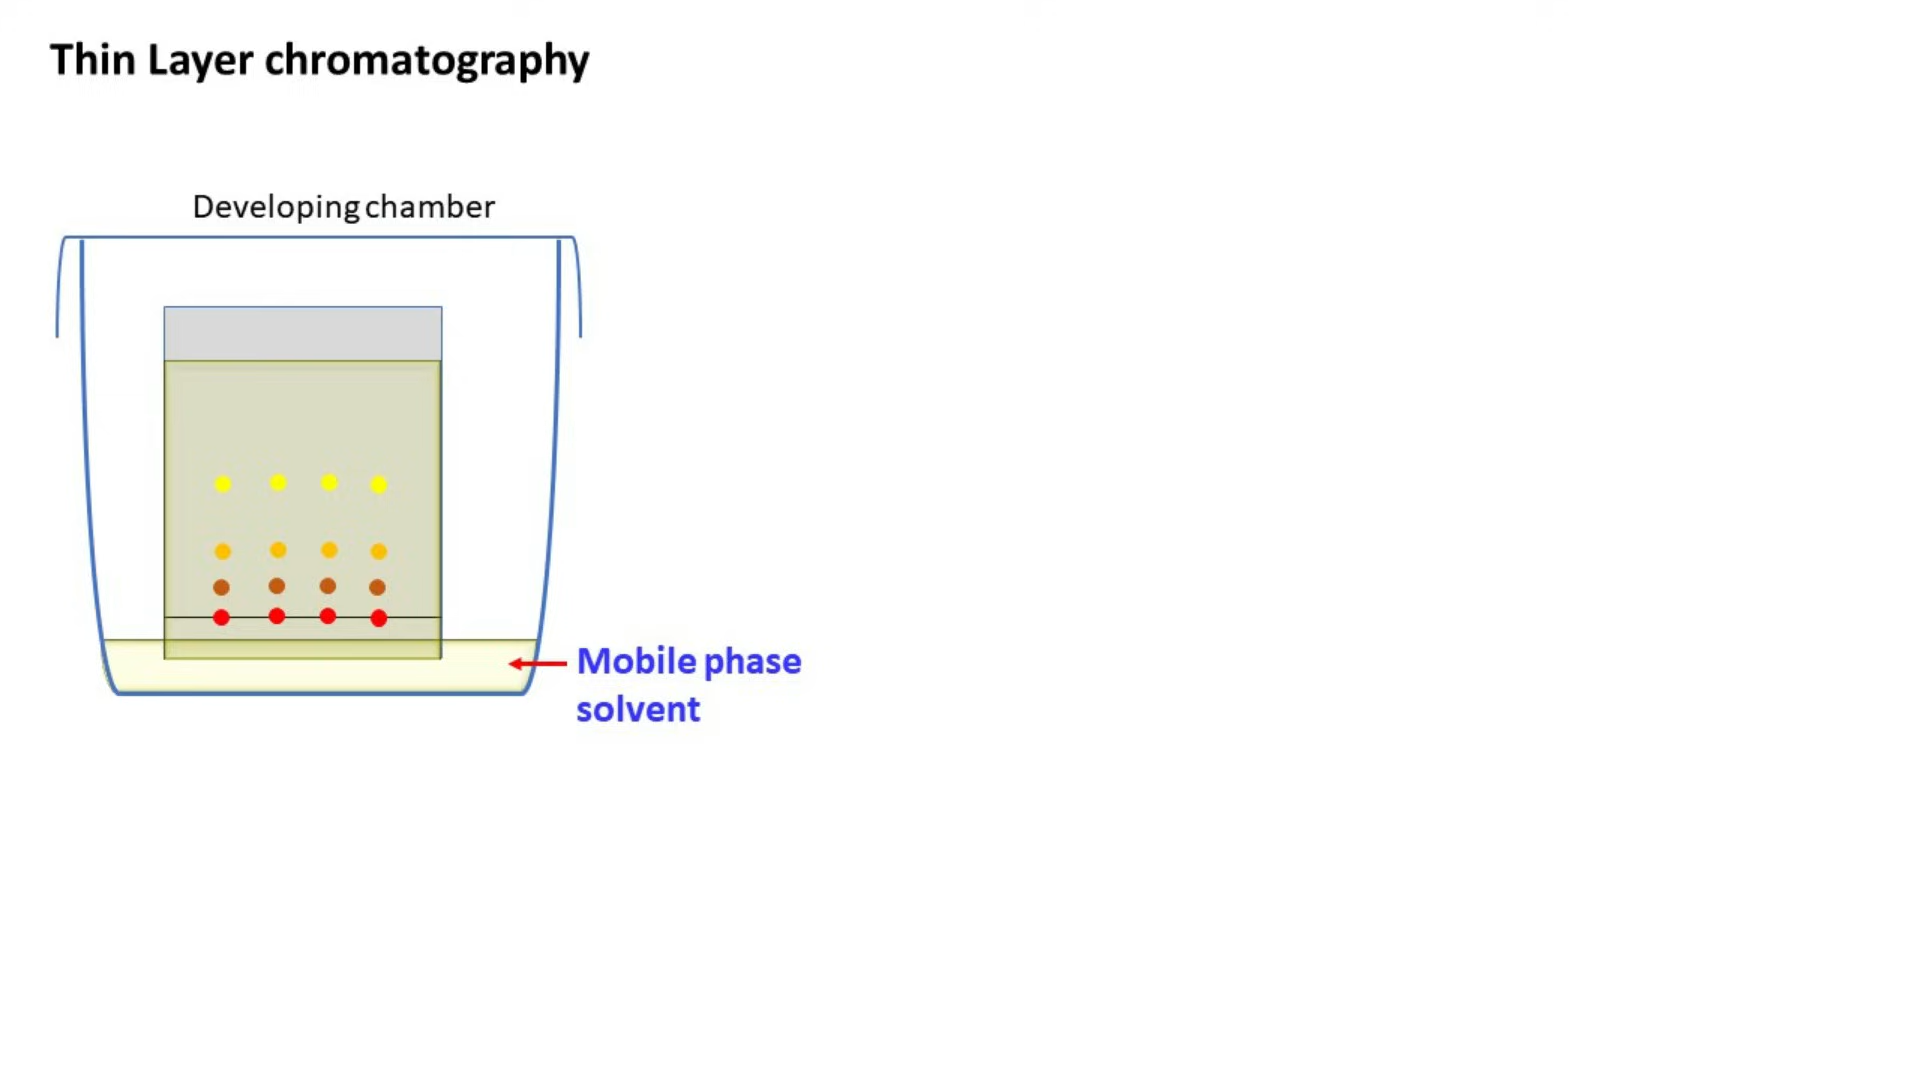 Thin Layer chromatography
Developing chamber
Mobile phase
solvent